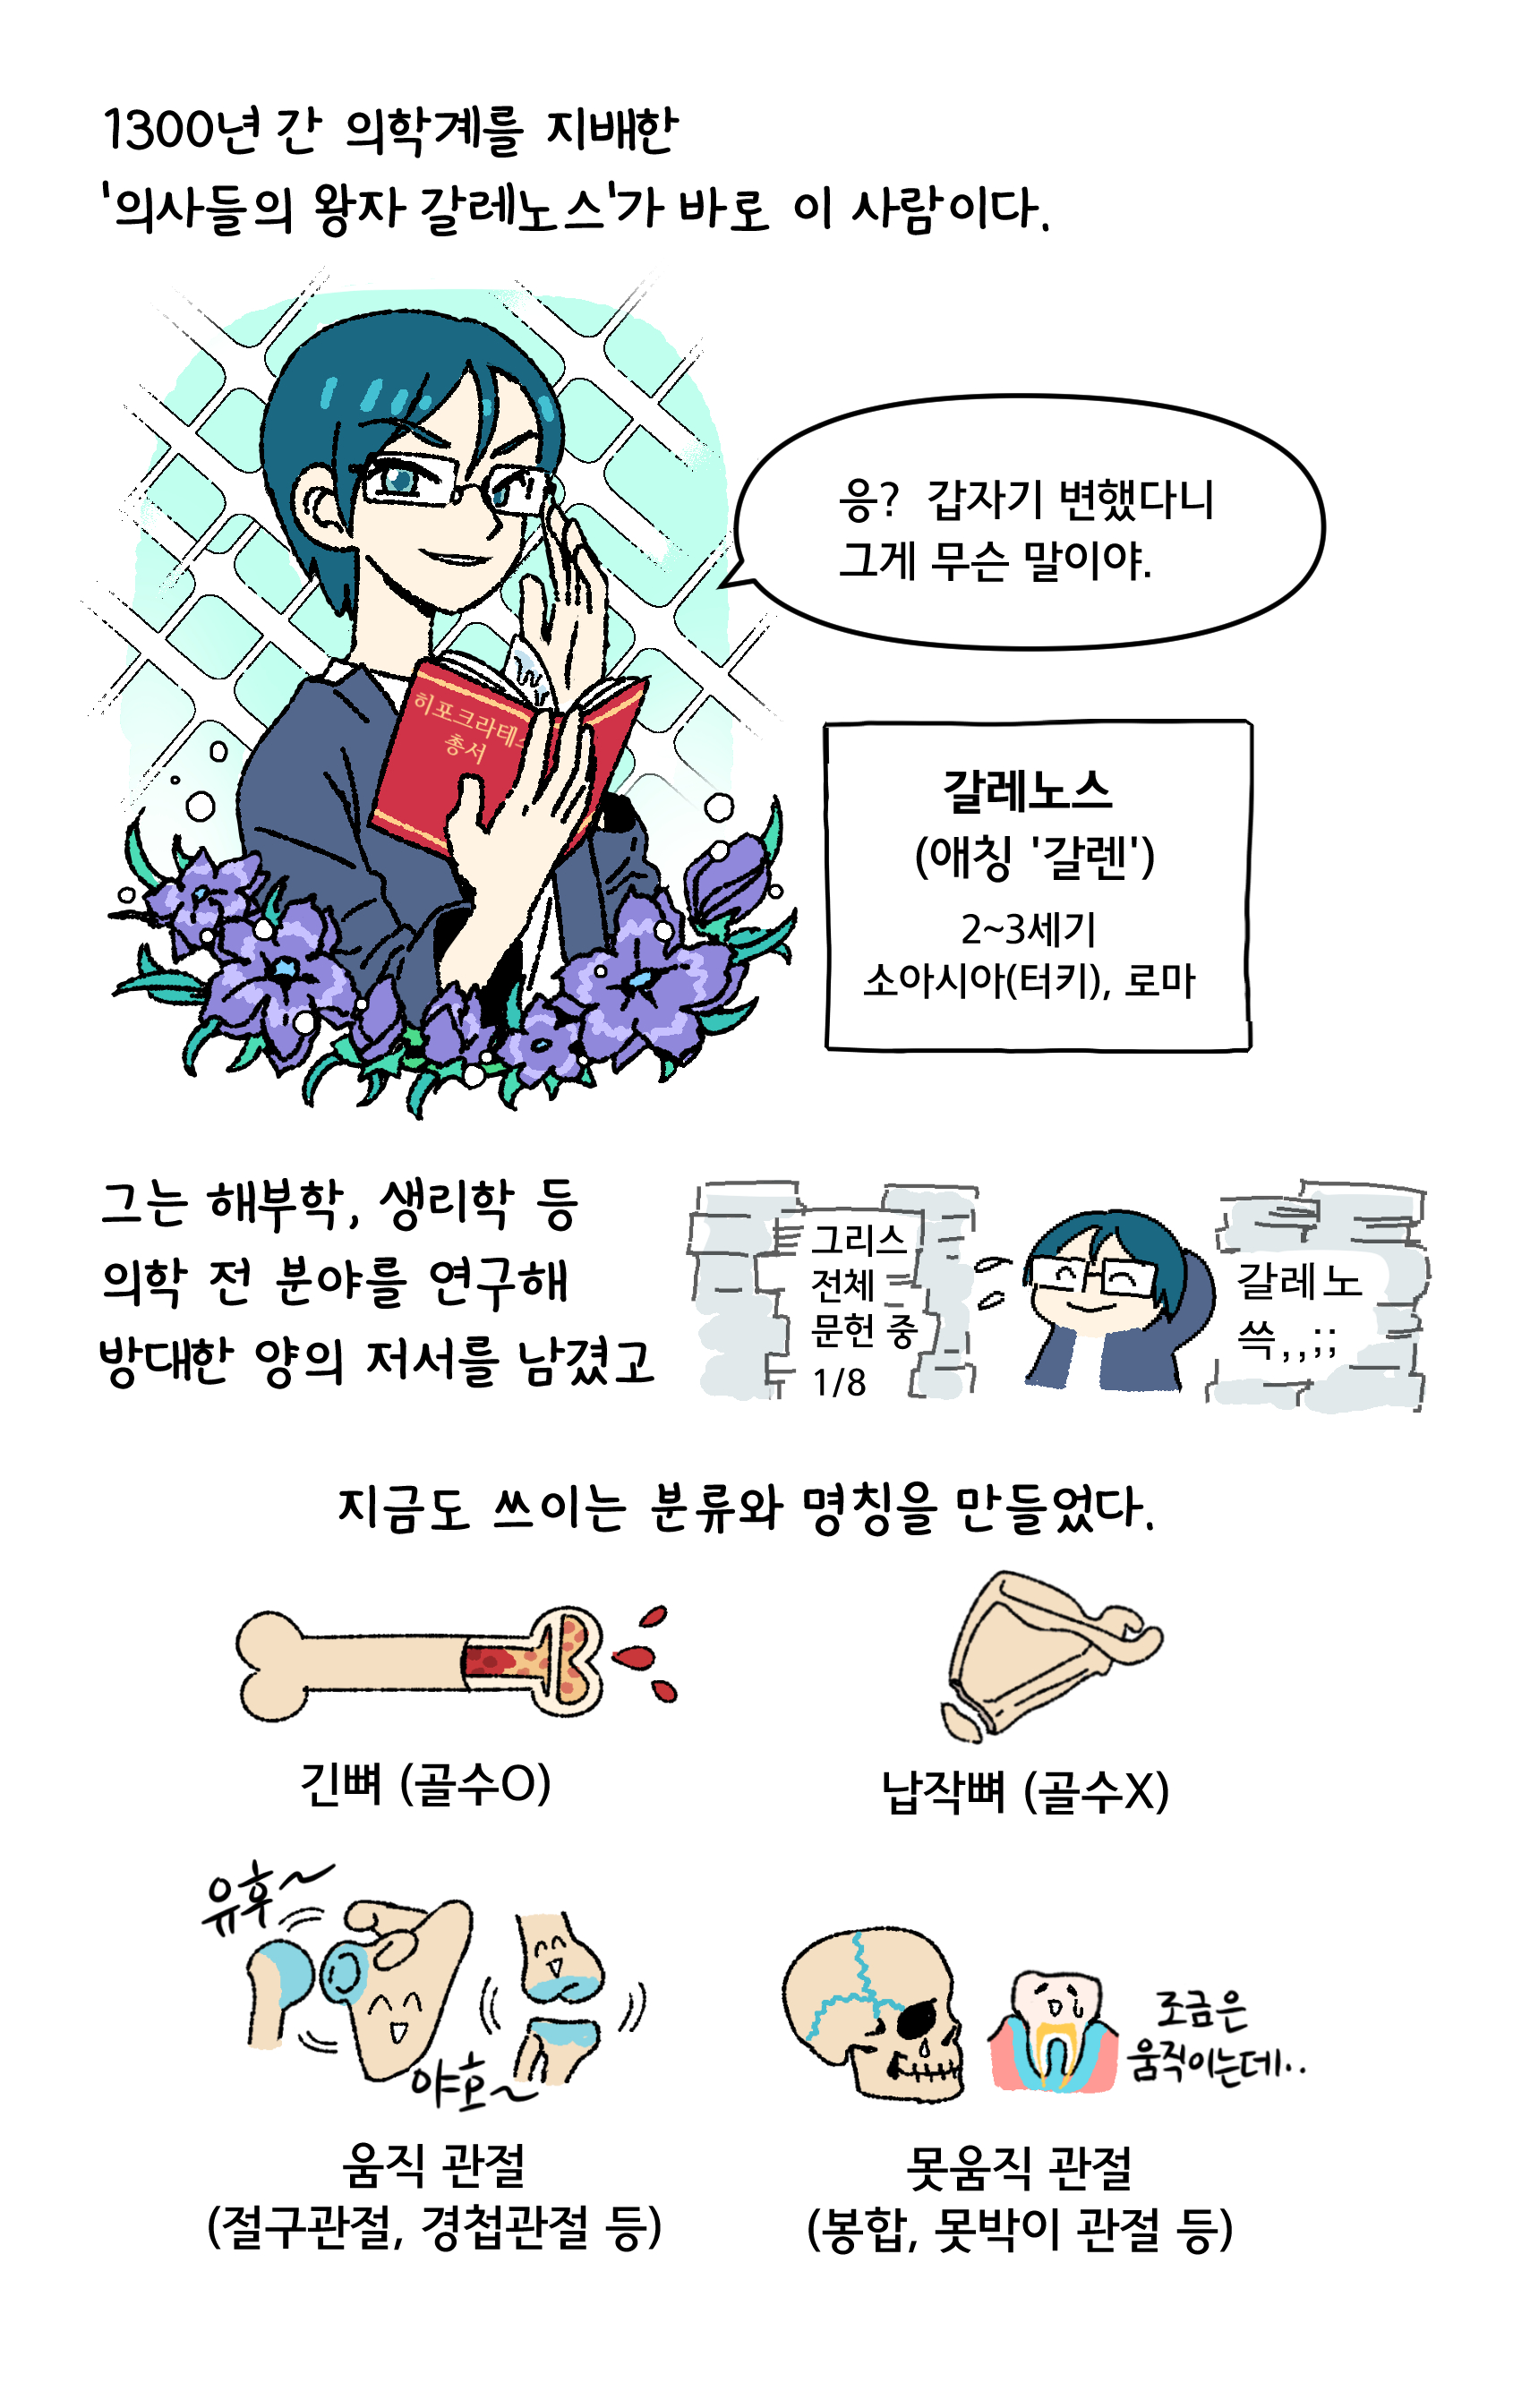 1300년 간 의학계를 지배한
'의사들의 왕자 갈레노스'가 바로 이 사람이다.
응? 갑자기 변했다니
그게 무슨 말이야.
히포크라테스
총서
갈레노스
(애칭 '갈렌')
2~3세기
소아시아(터키), 로마
그는 해부학, 생리학 등
의학 전 분야를 연구해
방대한 양의 저서를 남겼고
그리스
전체
문헌 중
1/8
갈레노
쓱,,;;
지금도 쓰이는 분류와 명칭을 만들었다.
긴뼈 (골수O)
납작뼈 (골수X)
유후~
야호~
조금은
움직이는데..
움직 관절
(절구관절, 경첩관절 등)
못움직 관절
(봉합, 못박이 관절 등)